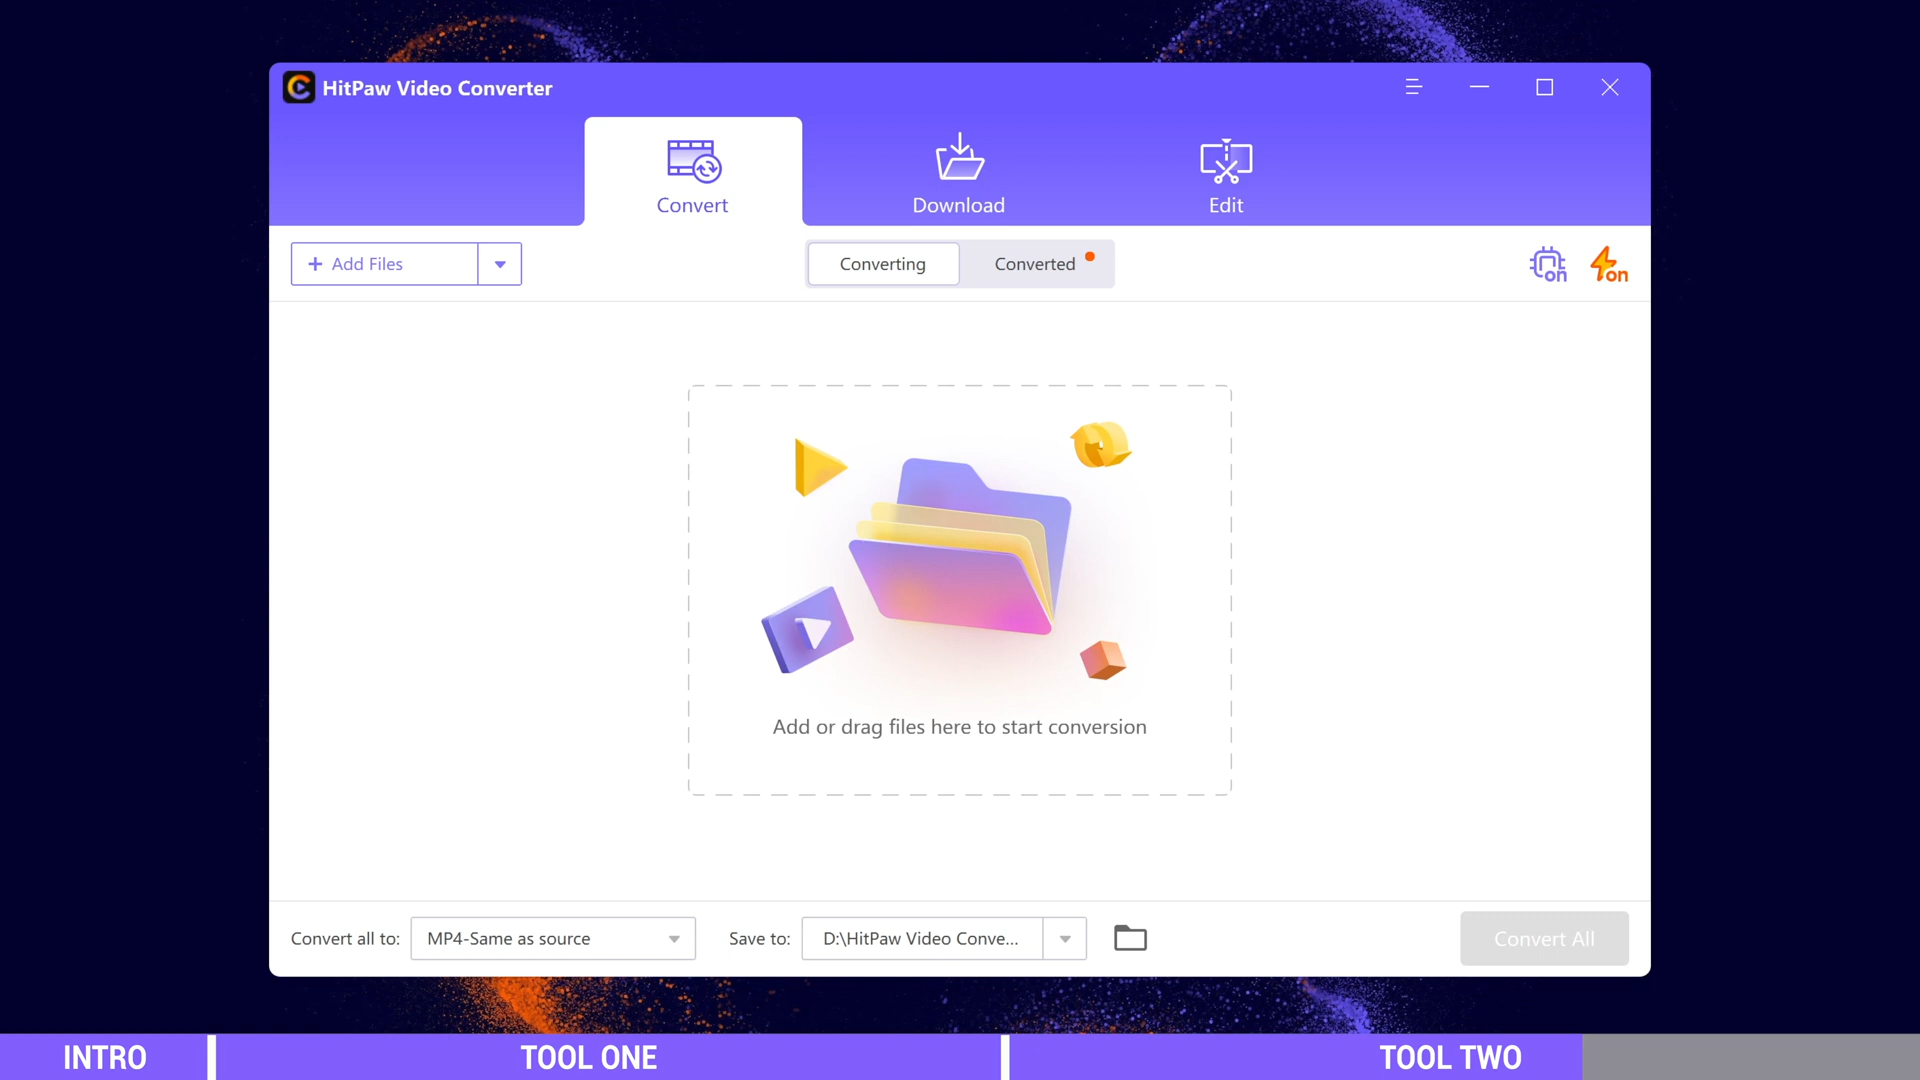 HitPaw Video Converter
Convert
Download
Edit
+ Add Files
Converting
Converted
on
on
Add or drag files here to start conversion
Convert all to:
MP4-Same as source
Save to:
D:\HitPaw Video Conve...
Convert All
INTRO
TOOL ONE
TOOL TWO